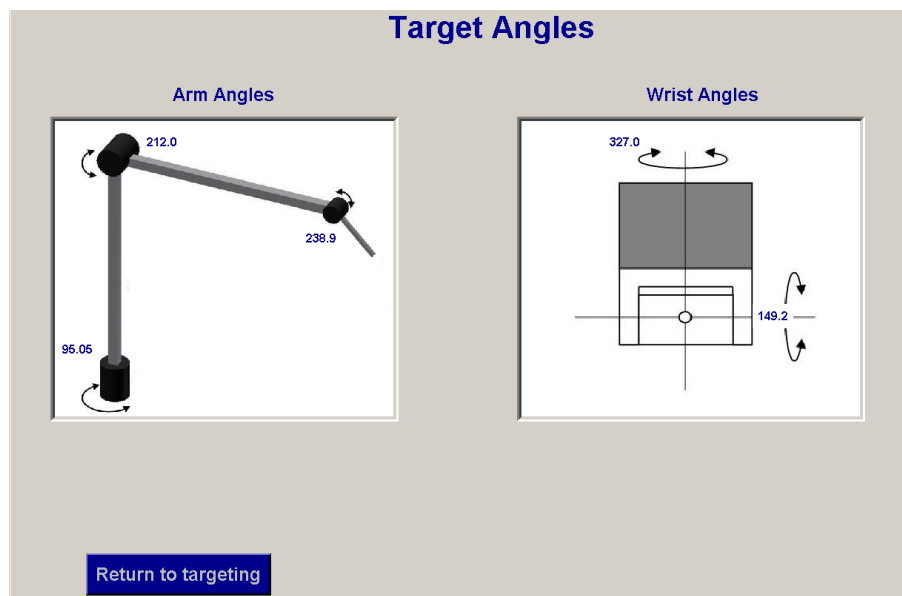 Target Angles
Arm Angles
Wrist Angles
212.0
327.0
238.9
149.2
95.05
Return to targeting